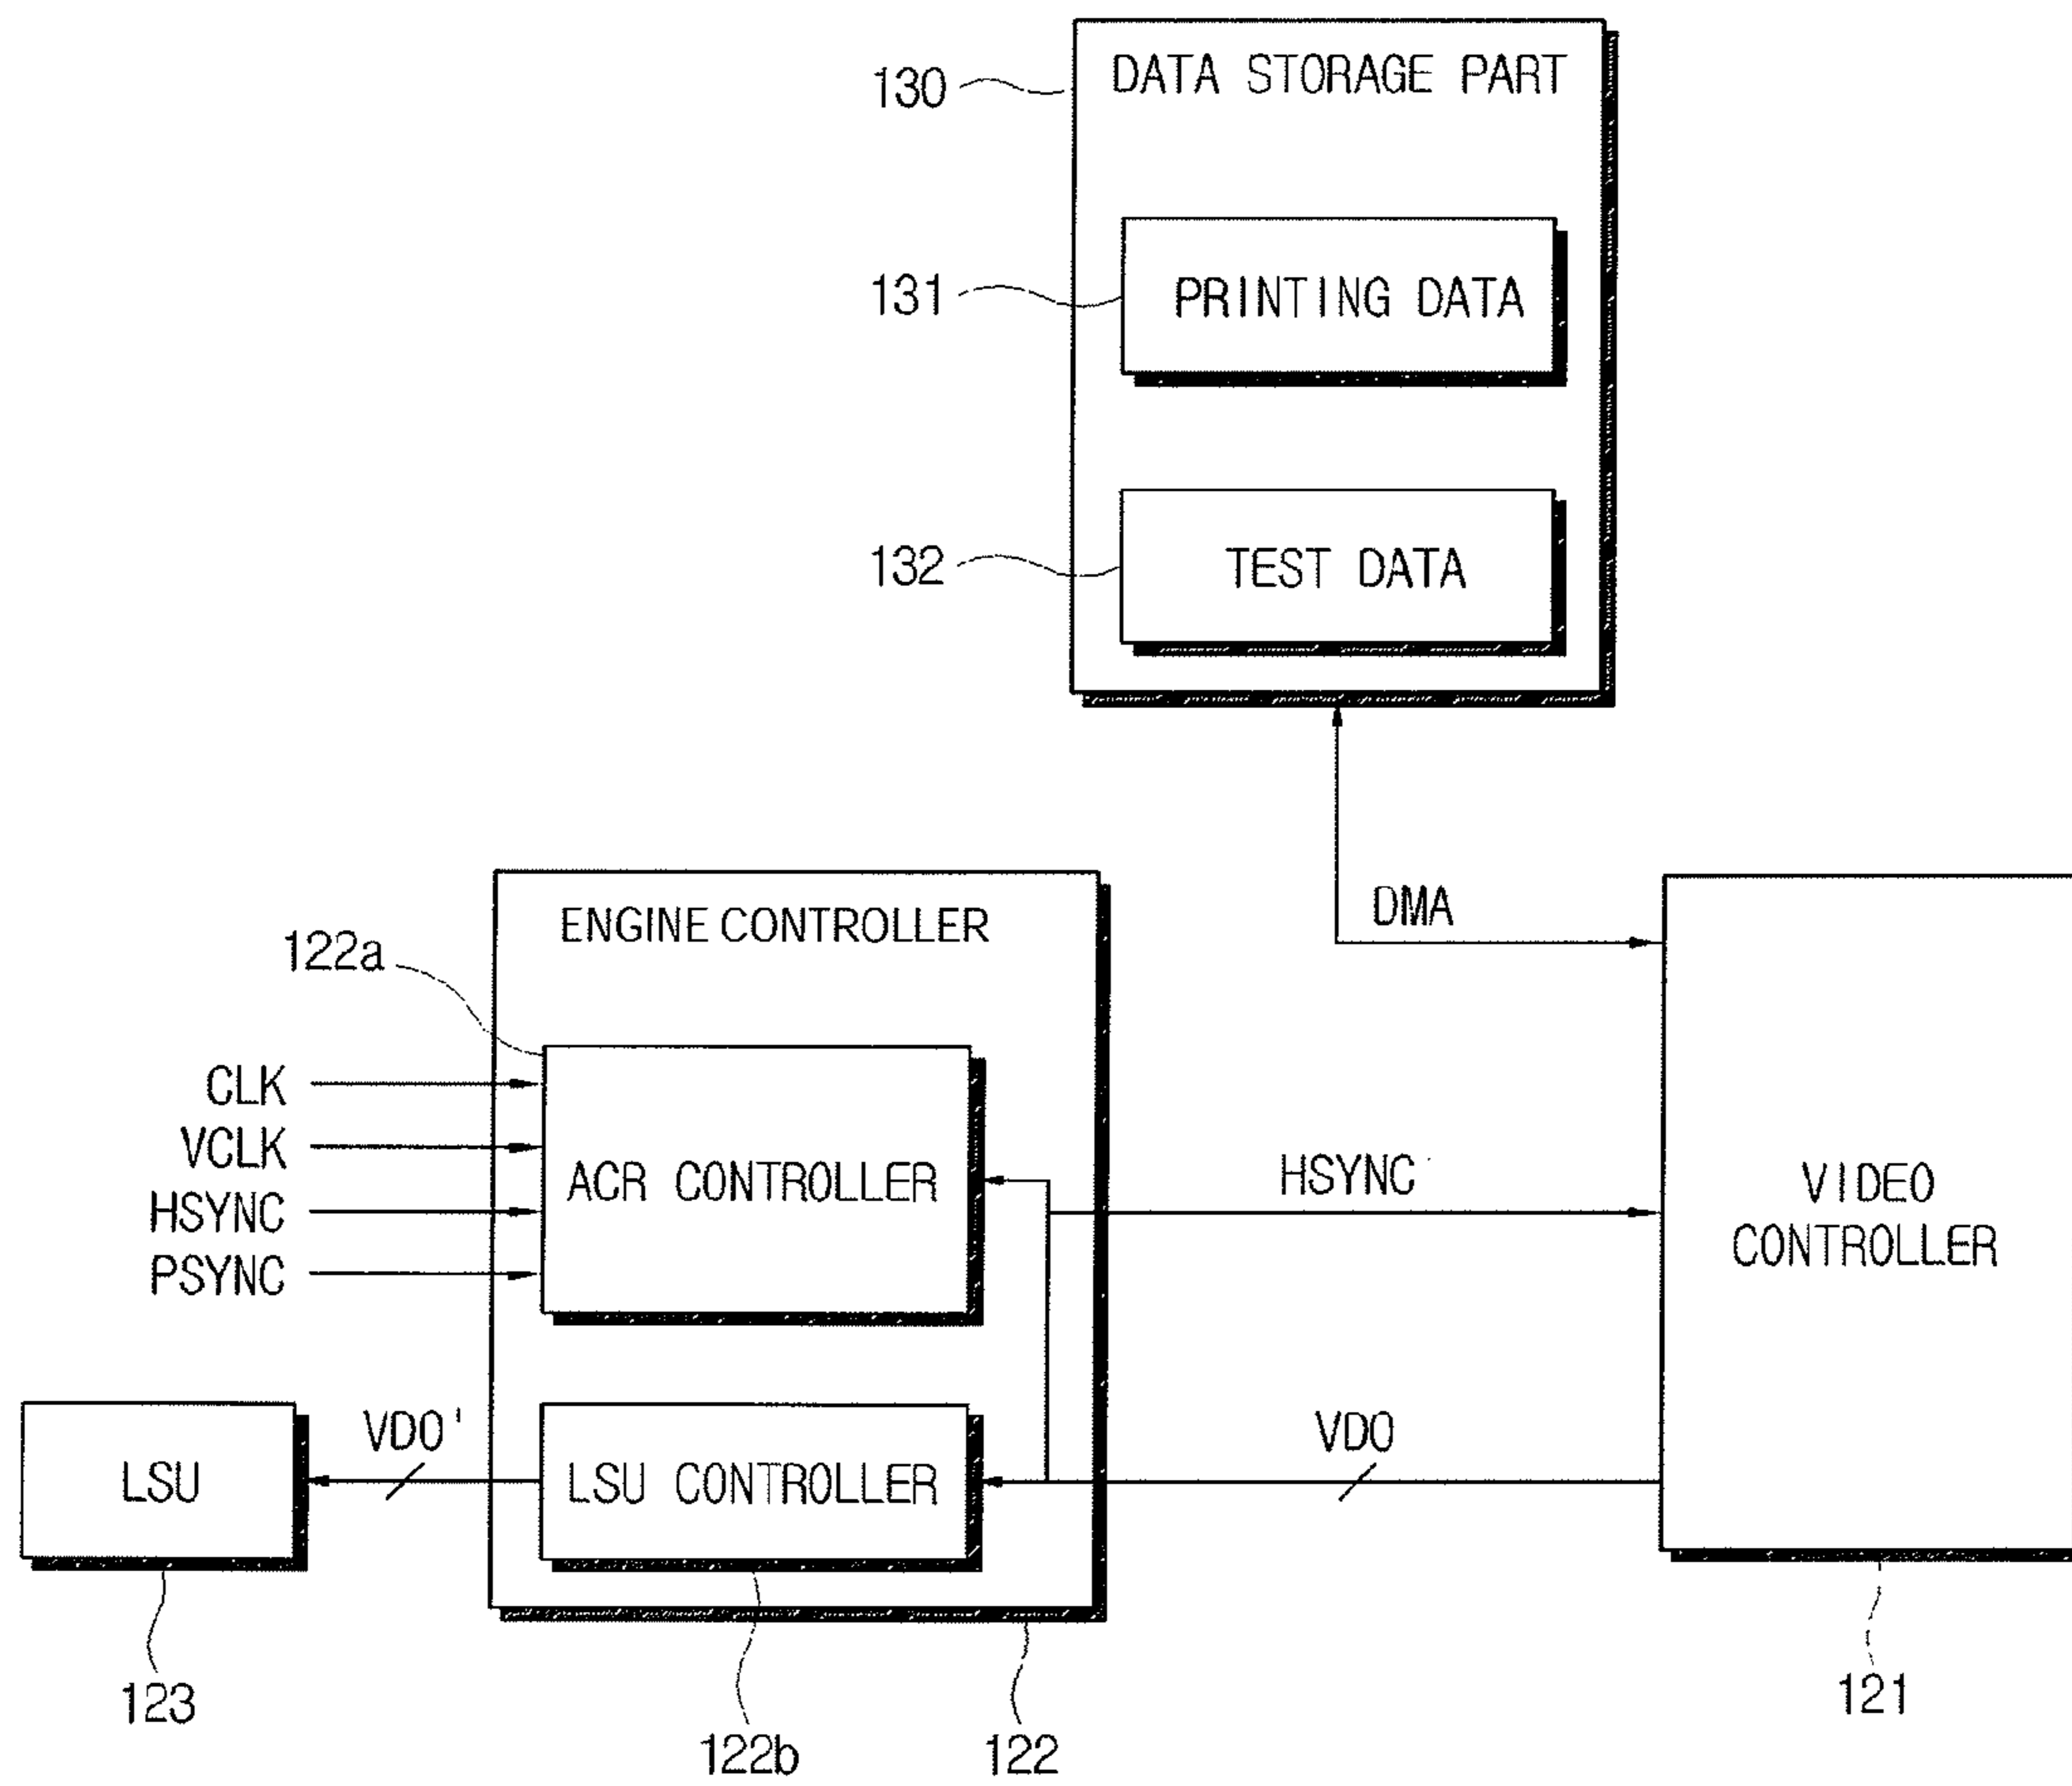 130
DATA STORAGE PART
131
PRINTING DATA
132
TEST DATA
DMA
ENGINE CONTROLLER
122a
CLK
VCLK
HSYNC
PSYNC
ACR CONTROLLER
HSYNC
VIDEO
CONTROLLER
LSU
VDO'
LSU CONTROLLER
VDO
123
122b
122
121